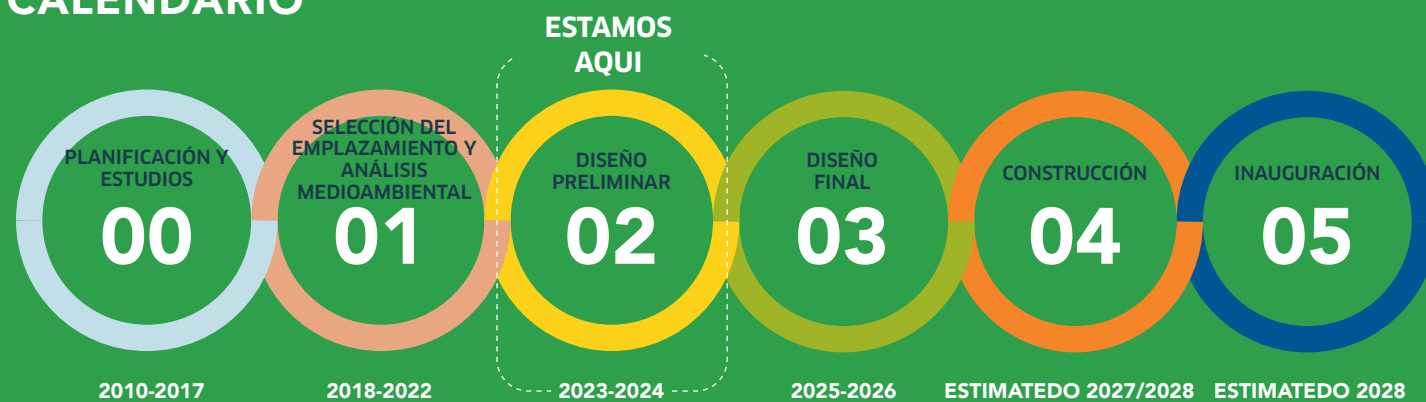 CALENDARIO
ESTAMOS
AQUI
PLANIFICACIÓN Y
ESTUDIOS
00
2010-2017
SELECCIÓN DEL
EMPLAZAMIENTO Y
ANÁLISIS
MEDIOAMBIENTAL
01
2018-2022
DISEÑO
PRELIMINAR
02
2023-2024
DISEÑO
FINAL
03
2025-2026
CONSTRUCCIÓN
04
ESTIMATEDO 2027/2028
INAUGURACIÓN
05
ESTIMATEDO 2028